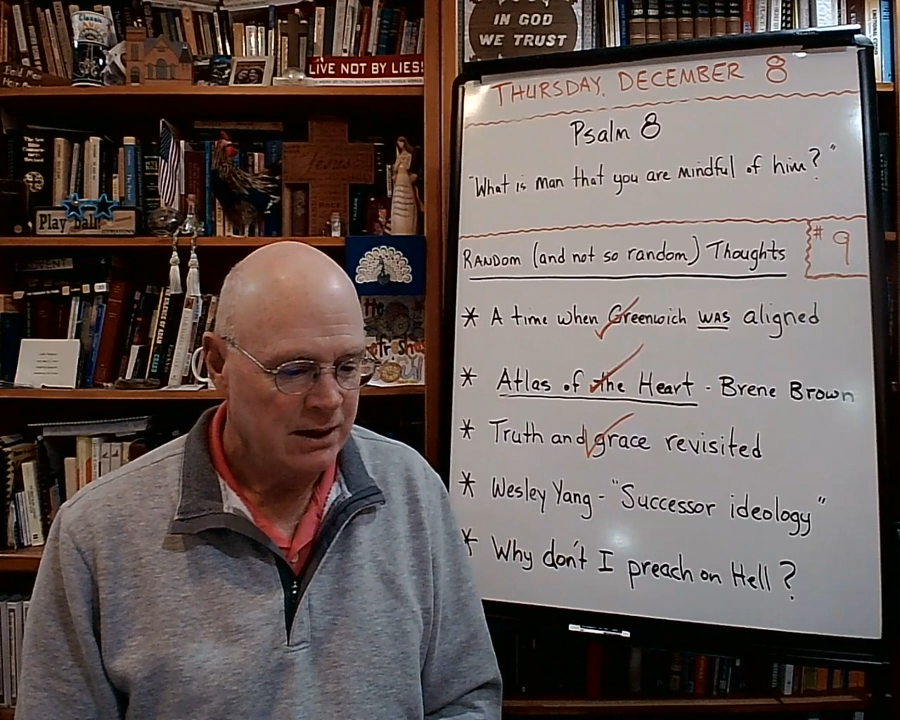 IN GOD
WE TRUST
LIVE NOT BY LIES!
Jesus
Play ball
THURSDAY, DECEMBER 8
Psalm 8
"What is man that you are mindful of him?"
Random (and not so random) Thoughts
#9
* A time when Greenwich was aligned
* Atlas of the Heart - Brene Brown
* Truth and grace revisited
* Wesley Yang - "Successor ideology"
* Why don't I preach on Hell?